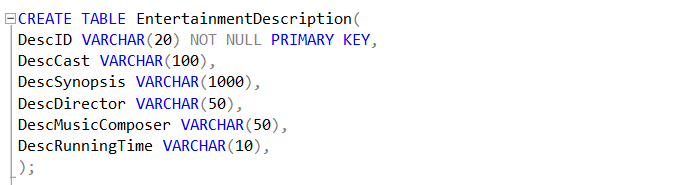 CREATE TABLE EntertainmentDescription(
DescID VARCHAR(20) NOT NULL PRIMARY KEY,
DescCast VARCHAR(100),
DescSynopsis VARCHAR(1000),
DescDirector VARCHAR(50),
DescMusicComposer VARCHAR(50),
DescRunningTime VARCHAR(10),
);